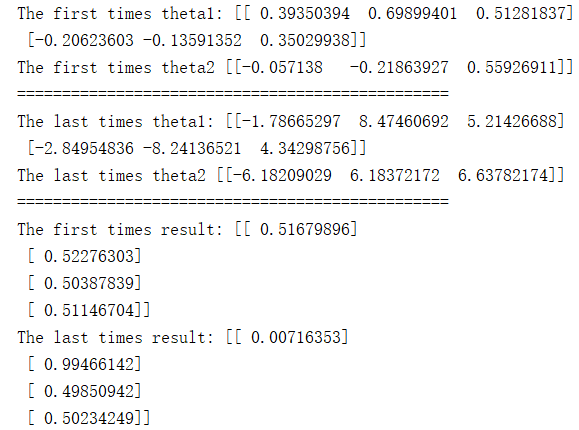 The first times theta1: [[ 0.39350394  0.69899401  0.51281837]
 [-0.20623603 -0.13591352  0.35029938]]
The first times theta2 [[-0.057138   -0.21863927  0.55926911]]
================================================
The last times theta1: [[-1.78665297  8.47460692  5.21426688]
 [-2.84954836 -8.24136521  4.34298756]]
The last times theta2 [[-6.18209029  6.18372172  6.63782174]]
================================================
The first times result: [[ 0.51679896]
 [ 0.52276303]
 [ 0.50387839]
 [ 0.51146704]]
The last times result: [[ 0.00716353]
 [ 0.99466142]
 [ 0.49850942]
 [ 0.50234249]]